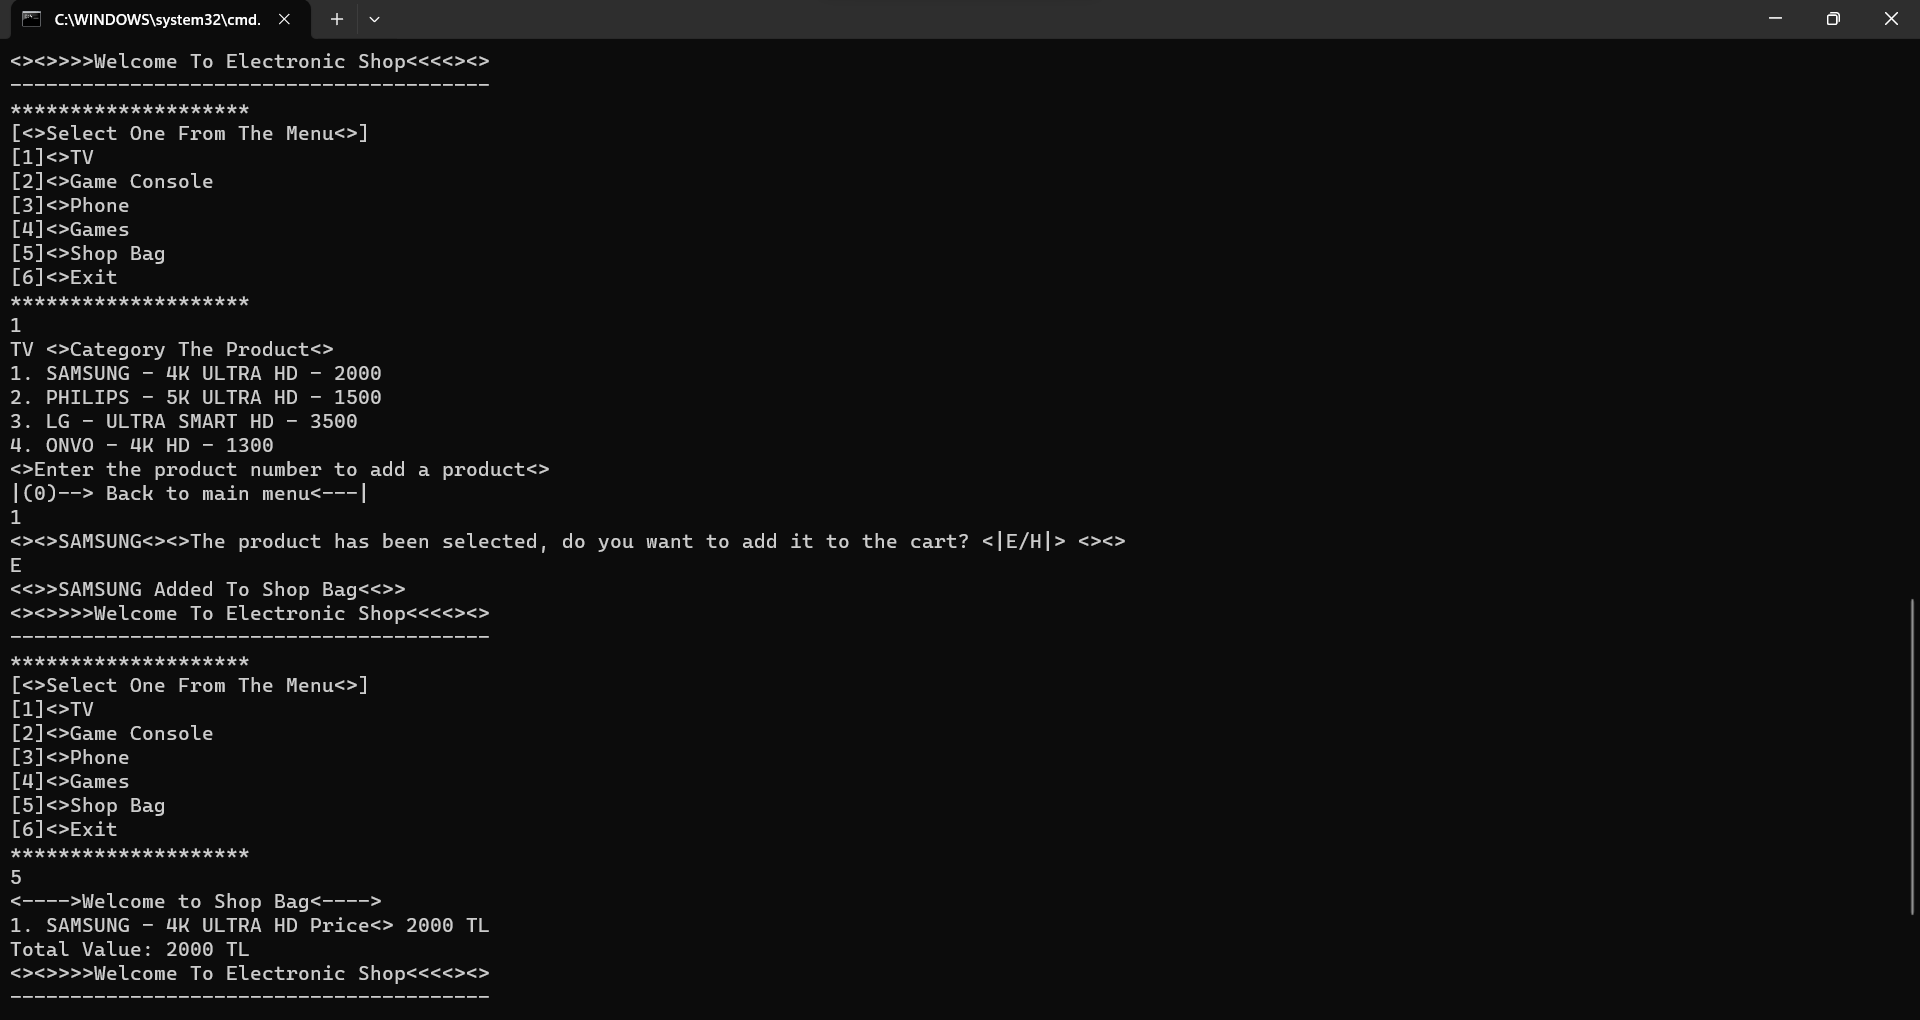 C:\WINDOWS\system32\cmd.
<><>>>>Welcome To Electronic Shop<<<<><>
----------------------------------------
********************
[<>Select One From The Menu<>]
[1]<>TV
[2]<>Game Console
[3]<>Phone
[4]<>Games
[5]<>Shop Bag
[6]<>Exit
********************
1
TV <>Category The Product<>
1. SAMSUNG - 4K ULTRA HD - 2000
2. PHILIPS - 5K ULTRA HD - 1500
3. LG - ULTRA SMART HD - 3500
4. ONVO - 4K HD - 1300
<>Enter the product number to add a product<>
|(0)--> Back to main menu<---|
1
<><>SAMSUNG<><>The product has been selected, do you want to add it to the cart? <|E/H|> <><>
E
<<>>SAMSUNG Added To Shop Bag<<>>
<><>>>>Welcome To Electronic Shop<<<<><>
----------------------------------------
********************
[<>Select One From The Menu<>]
[1]<>TV
[2]<>Game Console
[3]<>Phone
[4]<>Games
[5]<>Shop Bag
[6]<>Exit
********************
5
<---->Welcome to Shop Bag<---->
1. SAMSUNG - 4K ULTRA HD Price<> 2000 TL
Total Value: 2000 TL
<><>>>>Welcome To Electronic Shop<<<<><>
----------------------------------------